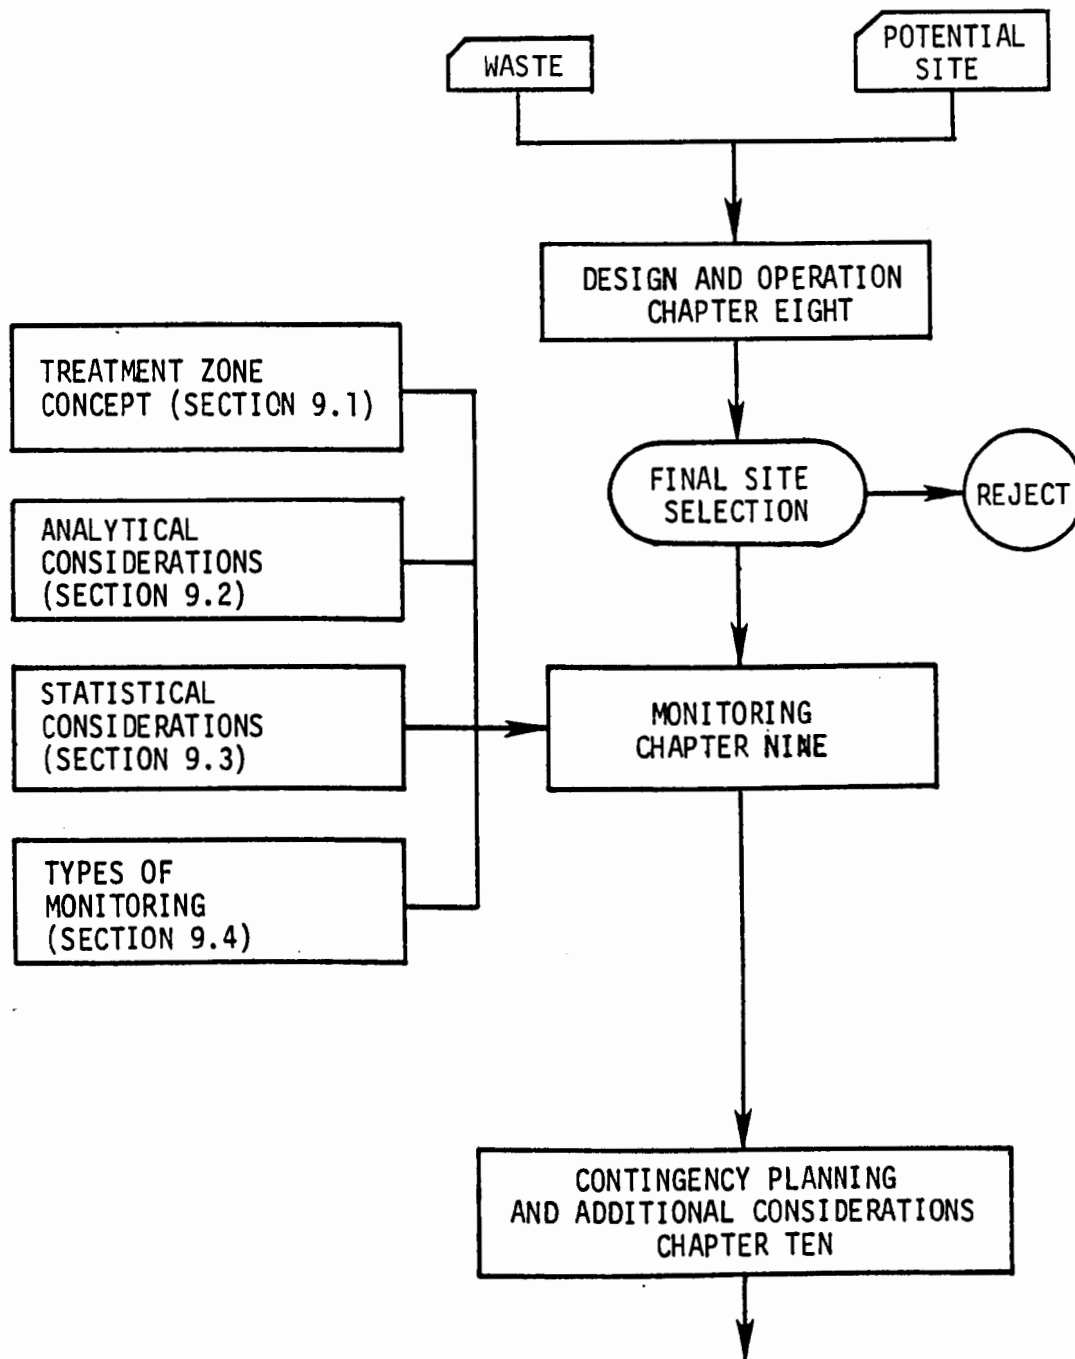 WASTE
POTENTIAL
SITE
DESIGN AND OPERATION
CHAPTER EIGHT
TREATMENT ZONE
CONCEPT (SECTION 9.1)
FINAL SITE
SELECTION
REJECT
ANALYTICAL
CONSIDERATIONS
(SECTION 9.2)
STATISTICAL
CONSIDERATIONS
(SECTION 9.3)
MONITORING
CHAPTER NINE
TYPES OF
MONITORING
(SECTION 9.4)
CONTINGENCY PLANNING
AND ADDITIONAL CONSIDERATIONS
CHAPTER TEN